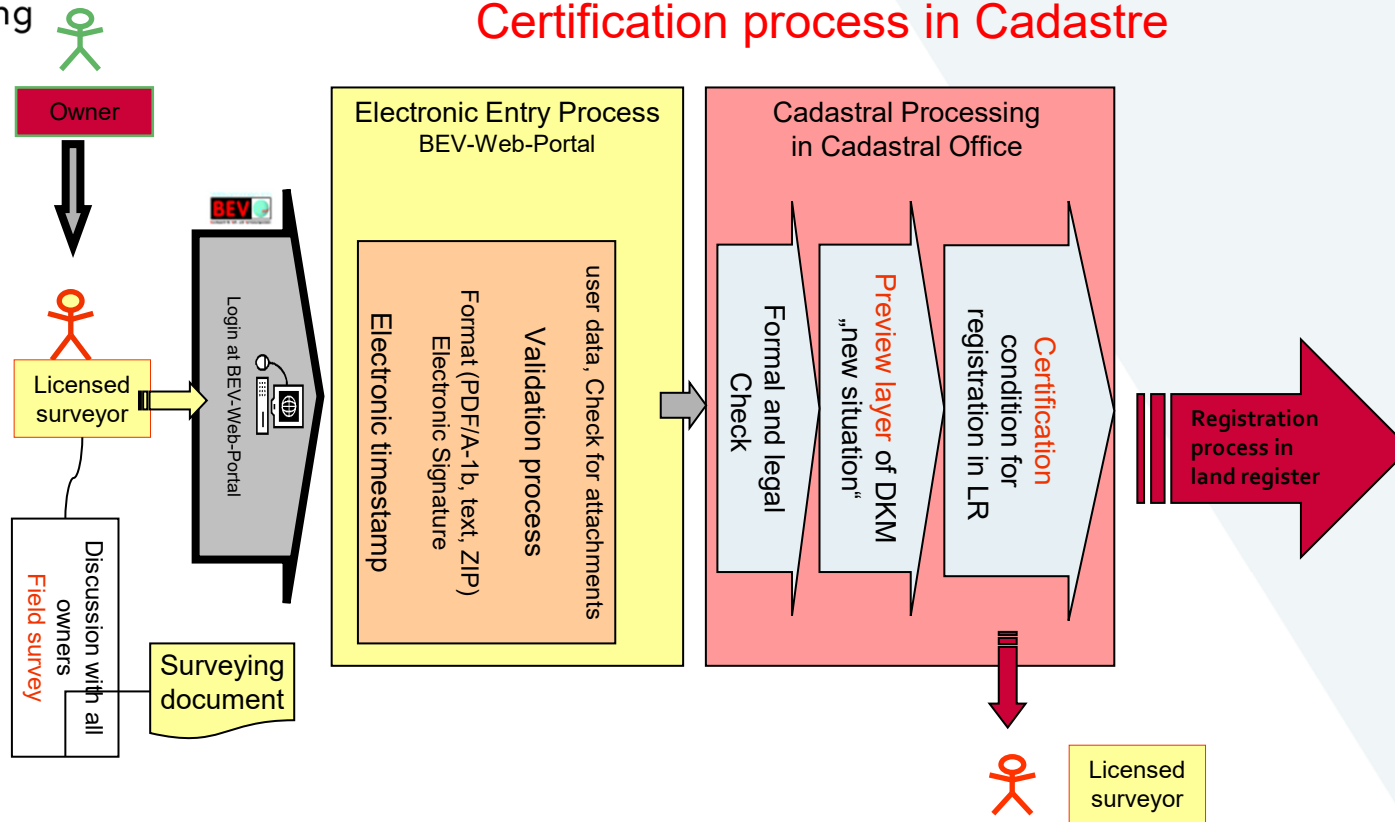 ng
Certification process in Cadastre
Owner
Licensed
surveyor
Discussion with all
owners
Field survey
Surveying
document
BEV
Login at BEV-Web-Portal
Electronic Entry Process
BEV-Web-Portal
user data, Check for attachments
Validation process
Format (PDF/A-1b, text, ZIP)
Electronic Signature
Electronic timestamp
Cadastral Processing
in Cadastral Office
Formal and legal
Check
Preview layer of DKM
„new situation“
Certification
condition for
registration in LR
Registration
process in
land register
Licensed
surveyor